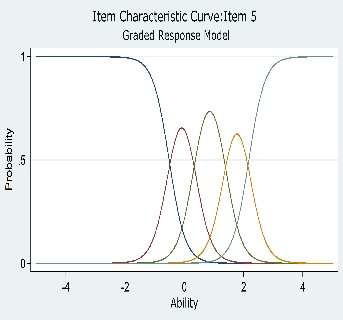 Item Characteristic Curve:Item 5
Graded Response Model
Probability
1
.5
0
-4
-2
0
2
4
Ability